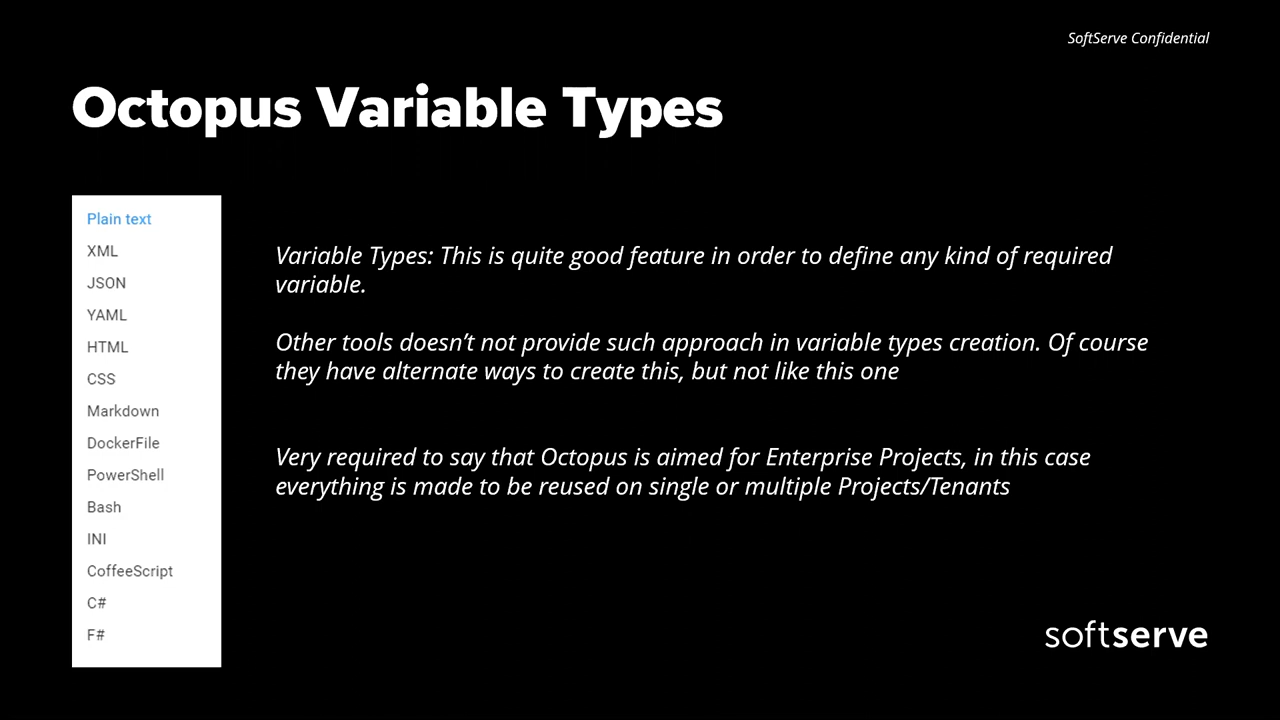 SoftServe Confidential
Octopus Variable Types
Plain text
XML
JSON
YAML
HTML
CSS
Markdown
DockerFile
PowerShell
Bash
INI
CoffeeScript
C#
F#
Variable Types: This is quite good feature in order to define any kind of required
variable.
Other tools doesn’t not provide such approach in variable types creation. Of course
they have alternate ways to create this, but not like this one
Very required to say that Octopus is aimed for Enterprise Projects, in this case
everything is made to be reused on single or multiple Projects/Tenants
softserve